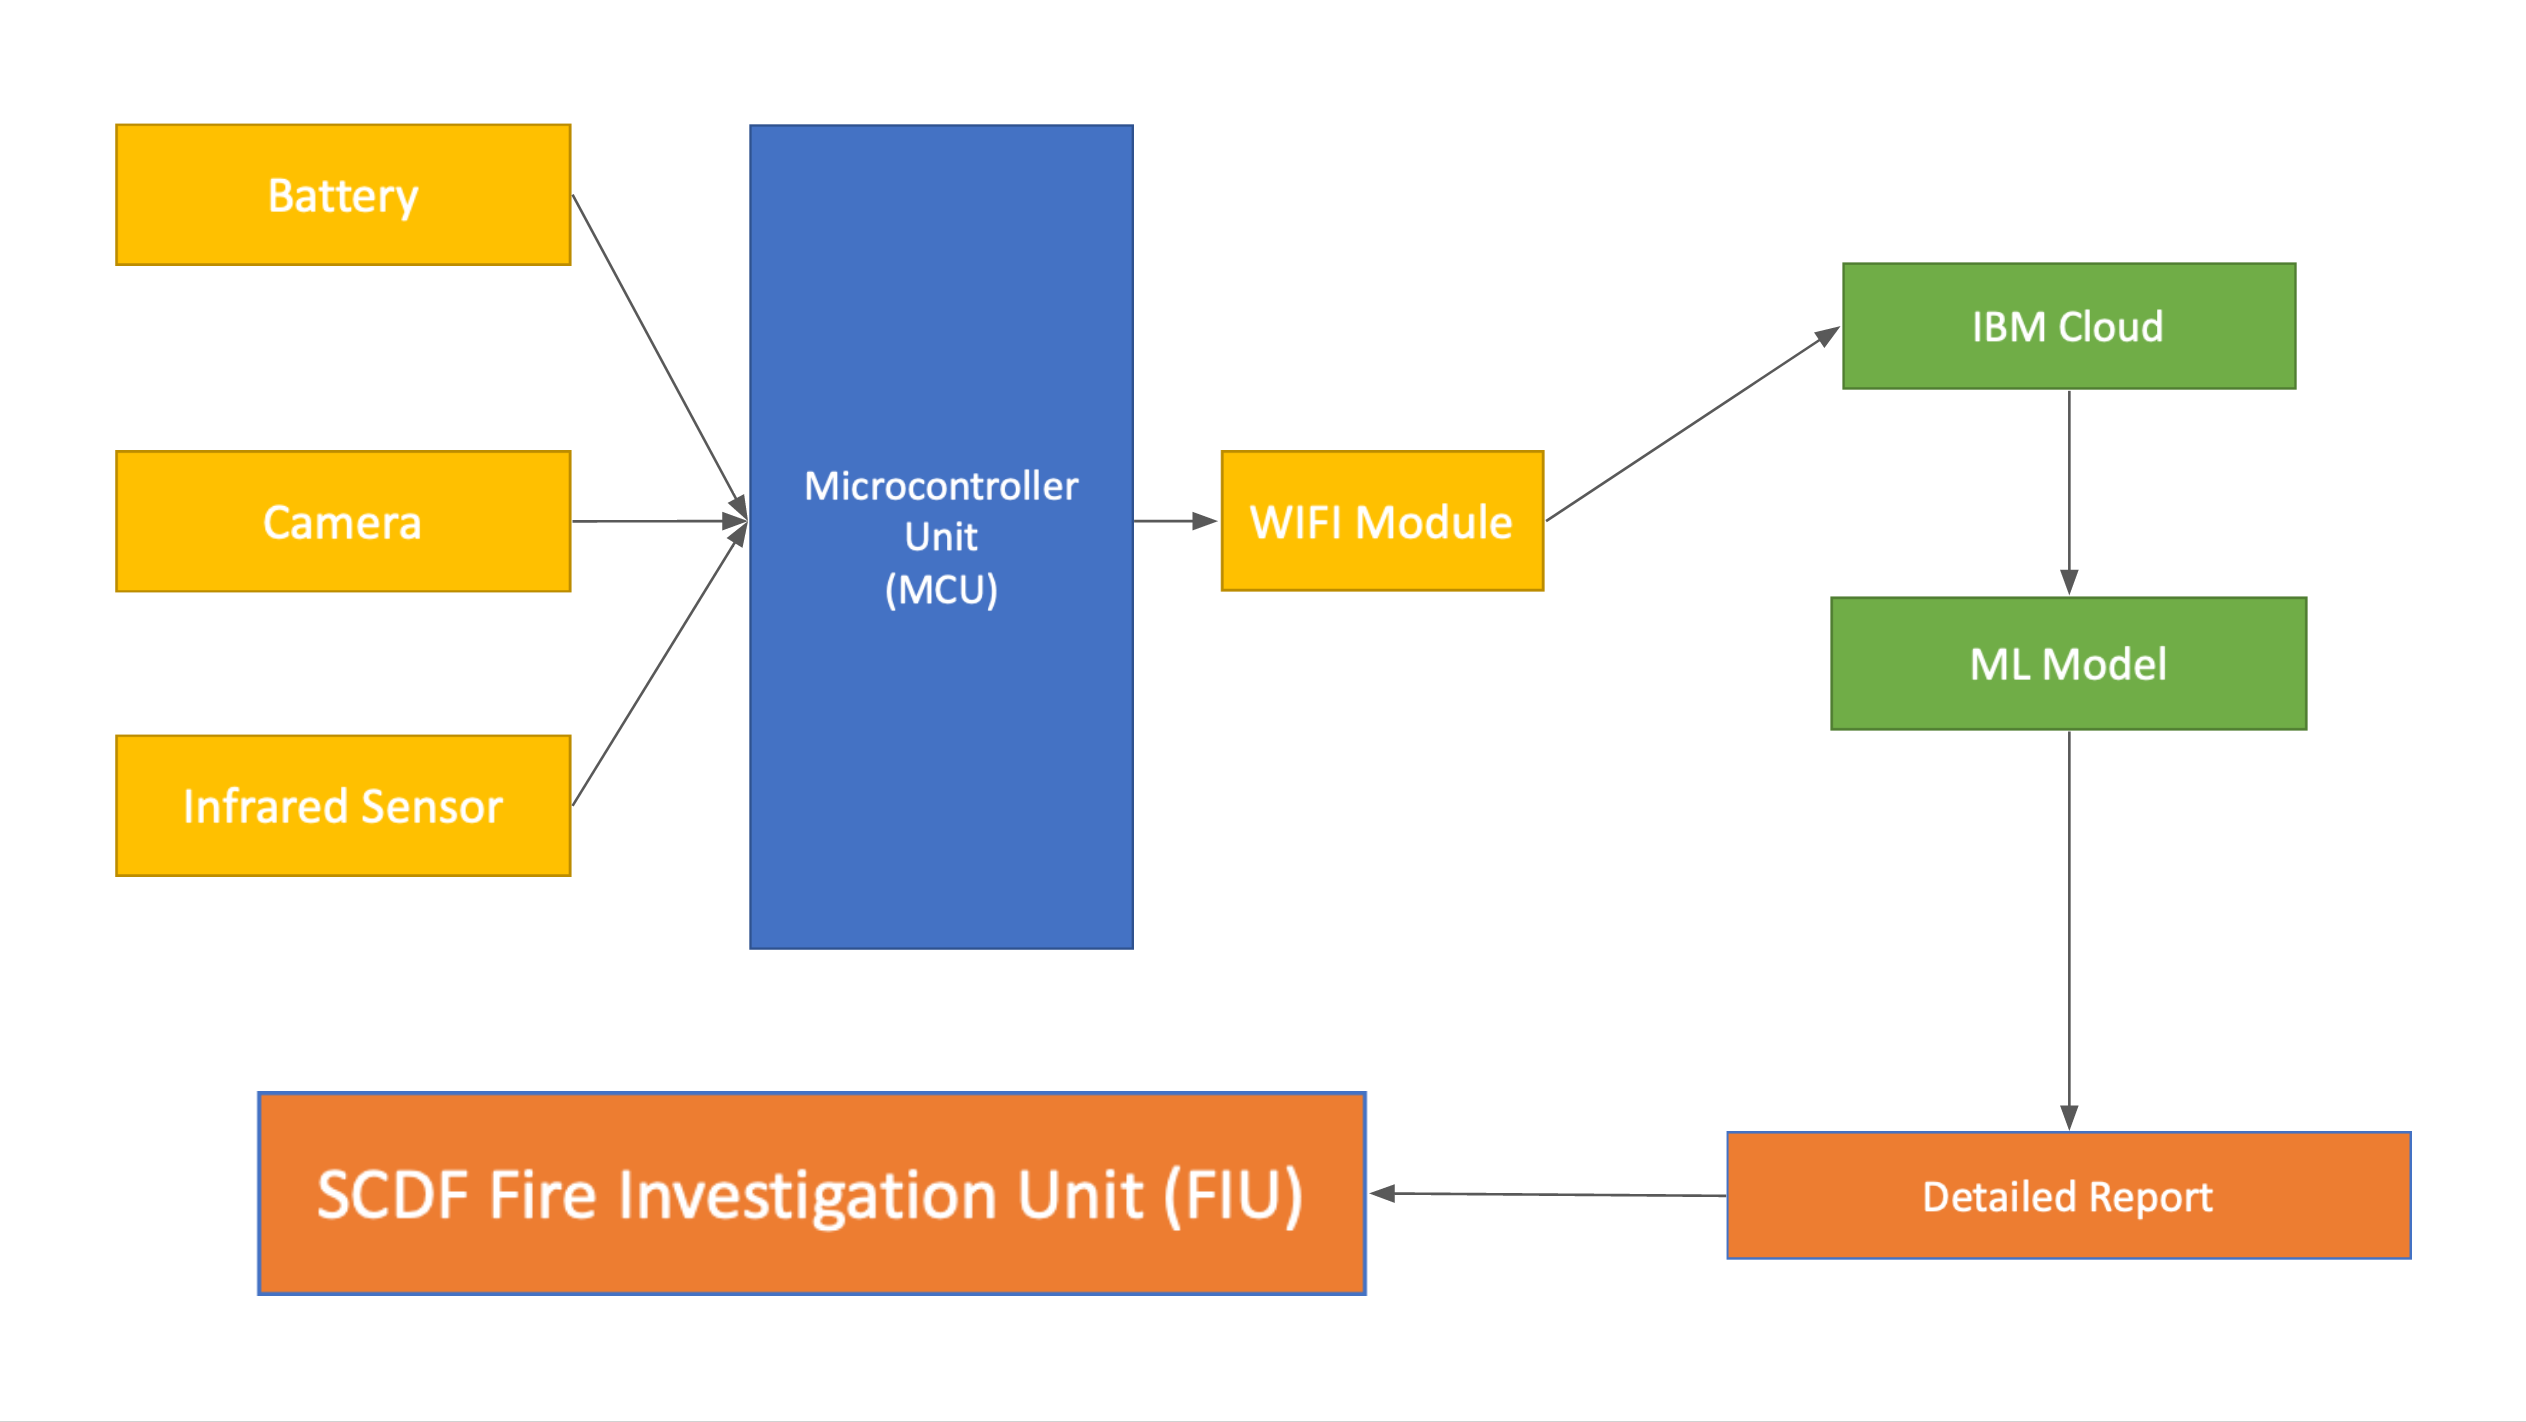 Battery
Camera
Infrared Sensor
Microcontroller
Unit
(MCU)
WIFI Module
IBM Cloud
ML Model
Detailed Report
SCDF Fire Investigation Unit (FIU)